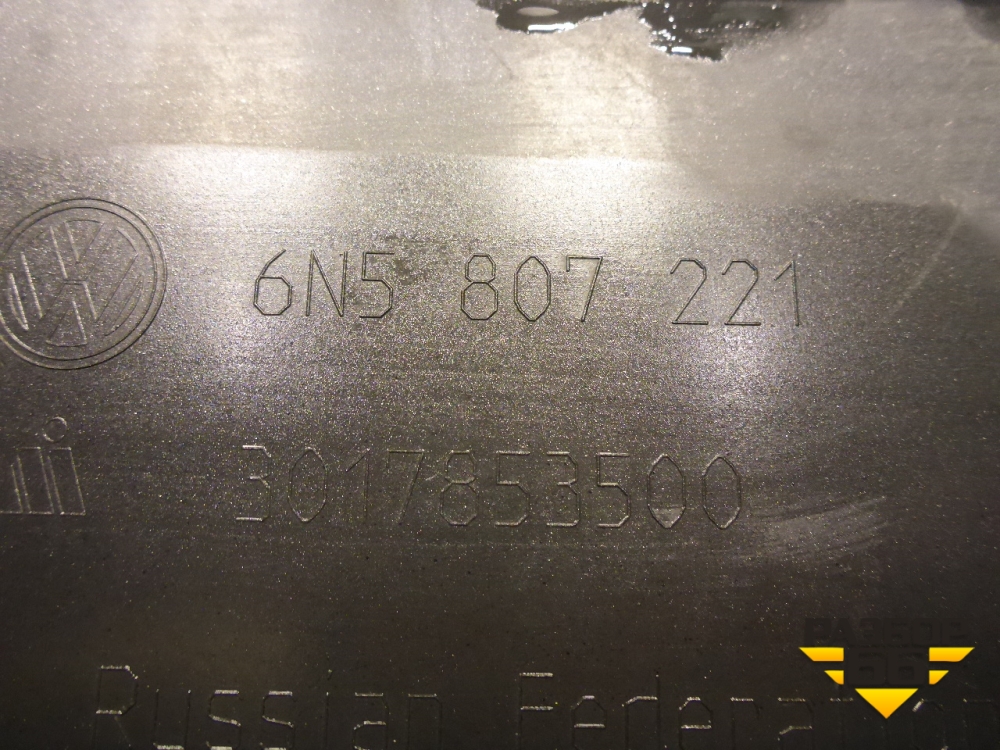 6N5 807 221
3017853500
Russian Federation